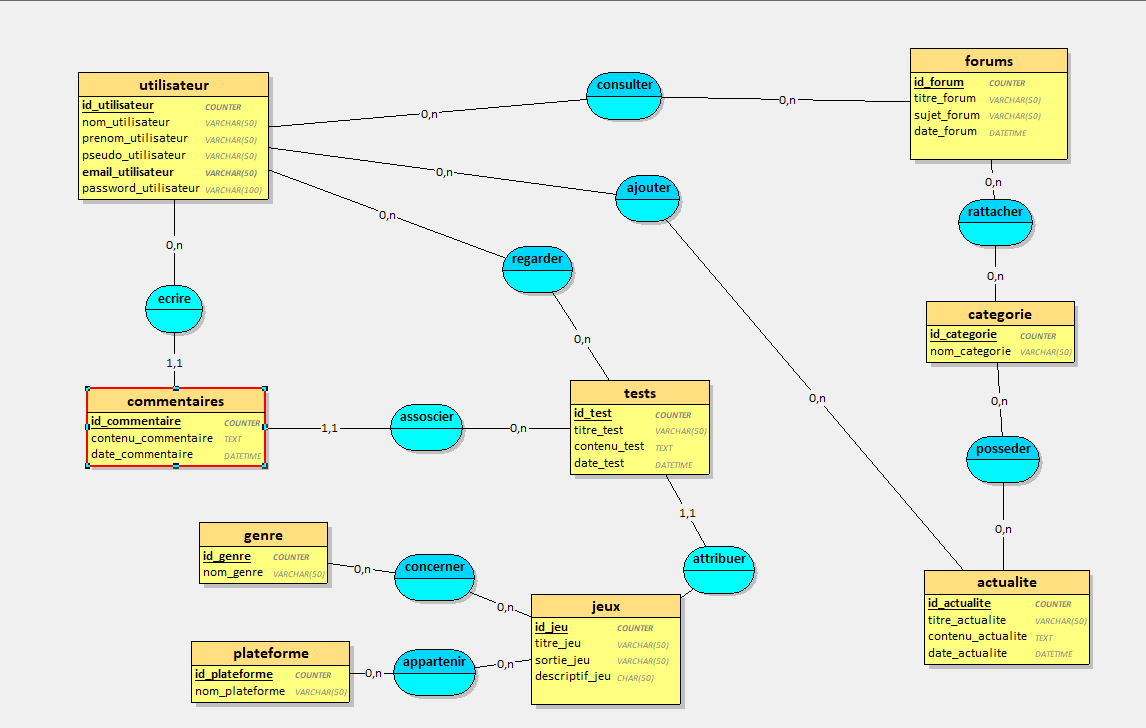 utilisateur
id_utilisateur COUNTER
nom_utilisateur VARCHAR(50)
prenom_utilisateur VARCHAR(50)
pseudo_utilisateur VARCHAR(50)
email_utilisateur VARCHAR(50)
password_utilisateur VARCHAR(100)
0,n
consulter
0,n
forums
id_forum COUNTER
titre_forum VARCHAR(50)
sujet_forum VARCHAR(50)
date_forum DATETIME
0,n
ajouter
0,n
0,n
regarder
0,n
0,n
rattacher
0,n
0,n
ecrire
1,1
categorie
id_categorie COUNTER
nom_categorie VARCHAR(50)
0,n
posseder
0,n
commentaires
id_commentaire COUNTER
contenu_commentaire TEXT
date_commentaire DATETIME
1,1
assoscier
0,n
tests
id_test COUNTER
titre_test VARCHAR(50)
contenu_test TEXT
date_test DATETIME
1,1
attribuer
genre
id_genre COUNTER
nom_genre VARCHAR(50)
0,n
concerner
0,n
jeux
id_jeu COUNTER
titre_jeu VARCHAR(50)
sortie_jeu VARCHAR(50)
descriptif_jeu CHAR(50)
plateforme
id_plateforme COUNTER
nom_plateforme VARCHAR(50)
0,n
appartenir
0,n
actualite
id_actualite COUNTER
titre_actualite VARCHAR(50)
contenu_actualite TEXT
date_actualite DATETIME